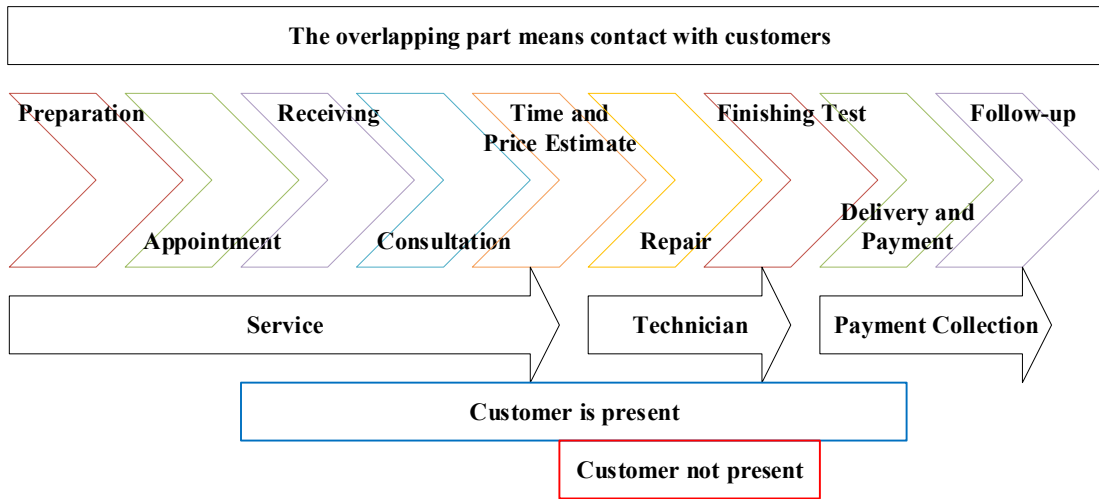 The overlapping part means contact with customers
Preparation
Receiving
Time and
Price Estimate
Finishing Test
Follow-up
Appointment
Consultation
Repair
Delivery and
Payment
Service
Technician
Payment Collection
Customer is present
Customer not present